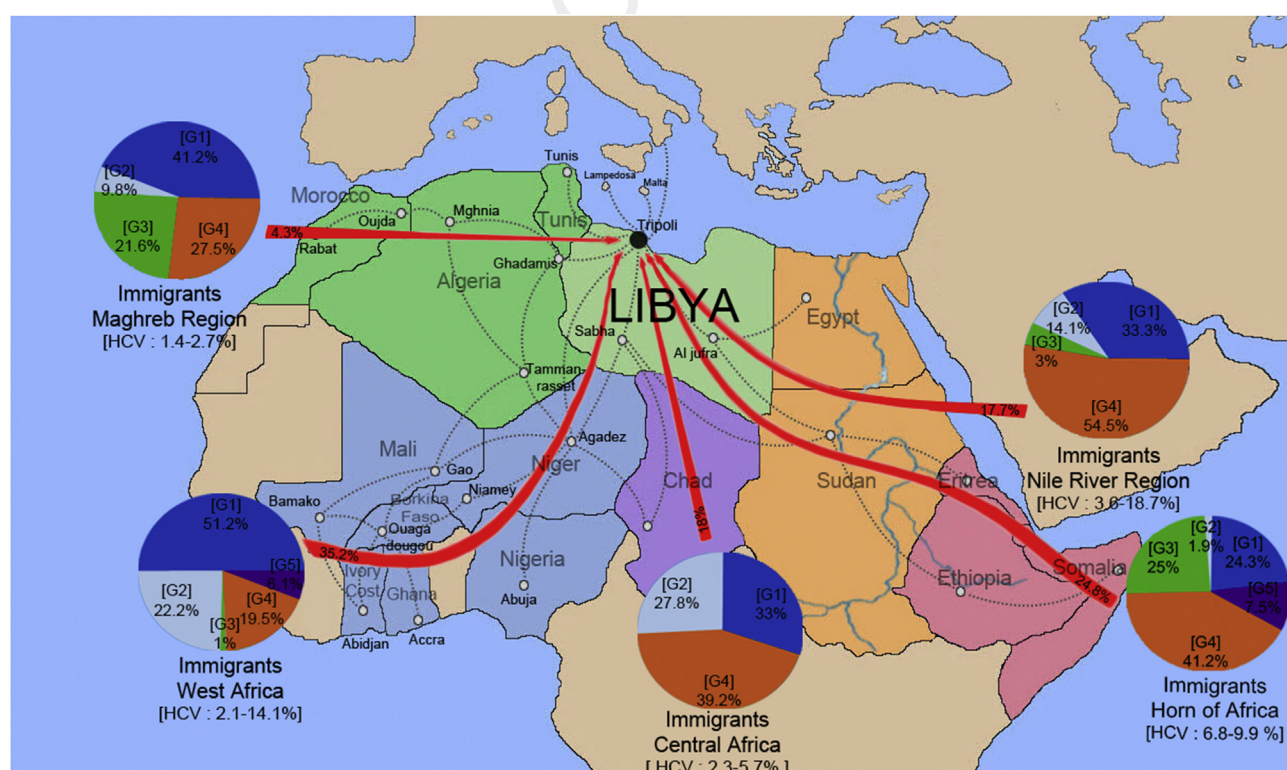 [G1]
41.2%
[G2]
9.8%
[G3]
21.6%
[G4]
27.5%
Immigrants
Maghreb Region
[HCV : 1.4-2.7%]
4.3%
Morocco
Oujda
Rabat
Mghnia
Tunis
Tunis
Lampedosa
Malta
Tripoli
Ghadamis
Algeria
LIBYA
Sabha
Al jufra
Egypt
Tamman-
rasset
[G2]
14.1%
[G1]
33.3%
[G3]
3%
[G4]
54.5%
17.7%
Immigrants
Nile River Region
[HCV : 3.6-18.7%]
Mali
Gao
Agadez
Niger
Niamey
Chad
Sudan
Eritrea
Bamako
Borkina
Faso
Ouaga
dougou
35.2%
Ivory
Cost
Ghana
Nigeria
Abuja
Abidjan
Accra
18%
Ethiopia
Somalia
24.8%
[G1]
51.2%
[G5]
6.1%
[G2]
22.2%
[G4]
19.5%
[G3]
1%
Immigrants
West Africa
[HCV : 2.1-14.1%]
[G2]
27.8%
[G1]
33%
[G4]
39.2%
Immigrants
Central Africa
[HCV : 2.3-5.7%]
[G2]
1.9%
[G1]
24.3%
[G3]
25%
[G5]
7.5%
[G4]
41.2%
Immigrants
Horn of Africa
[HCV : 6.8-9.9 %]